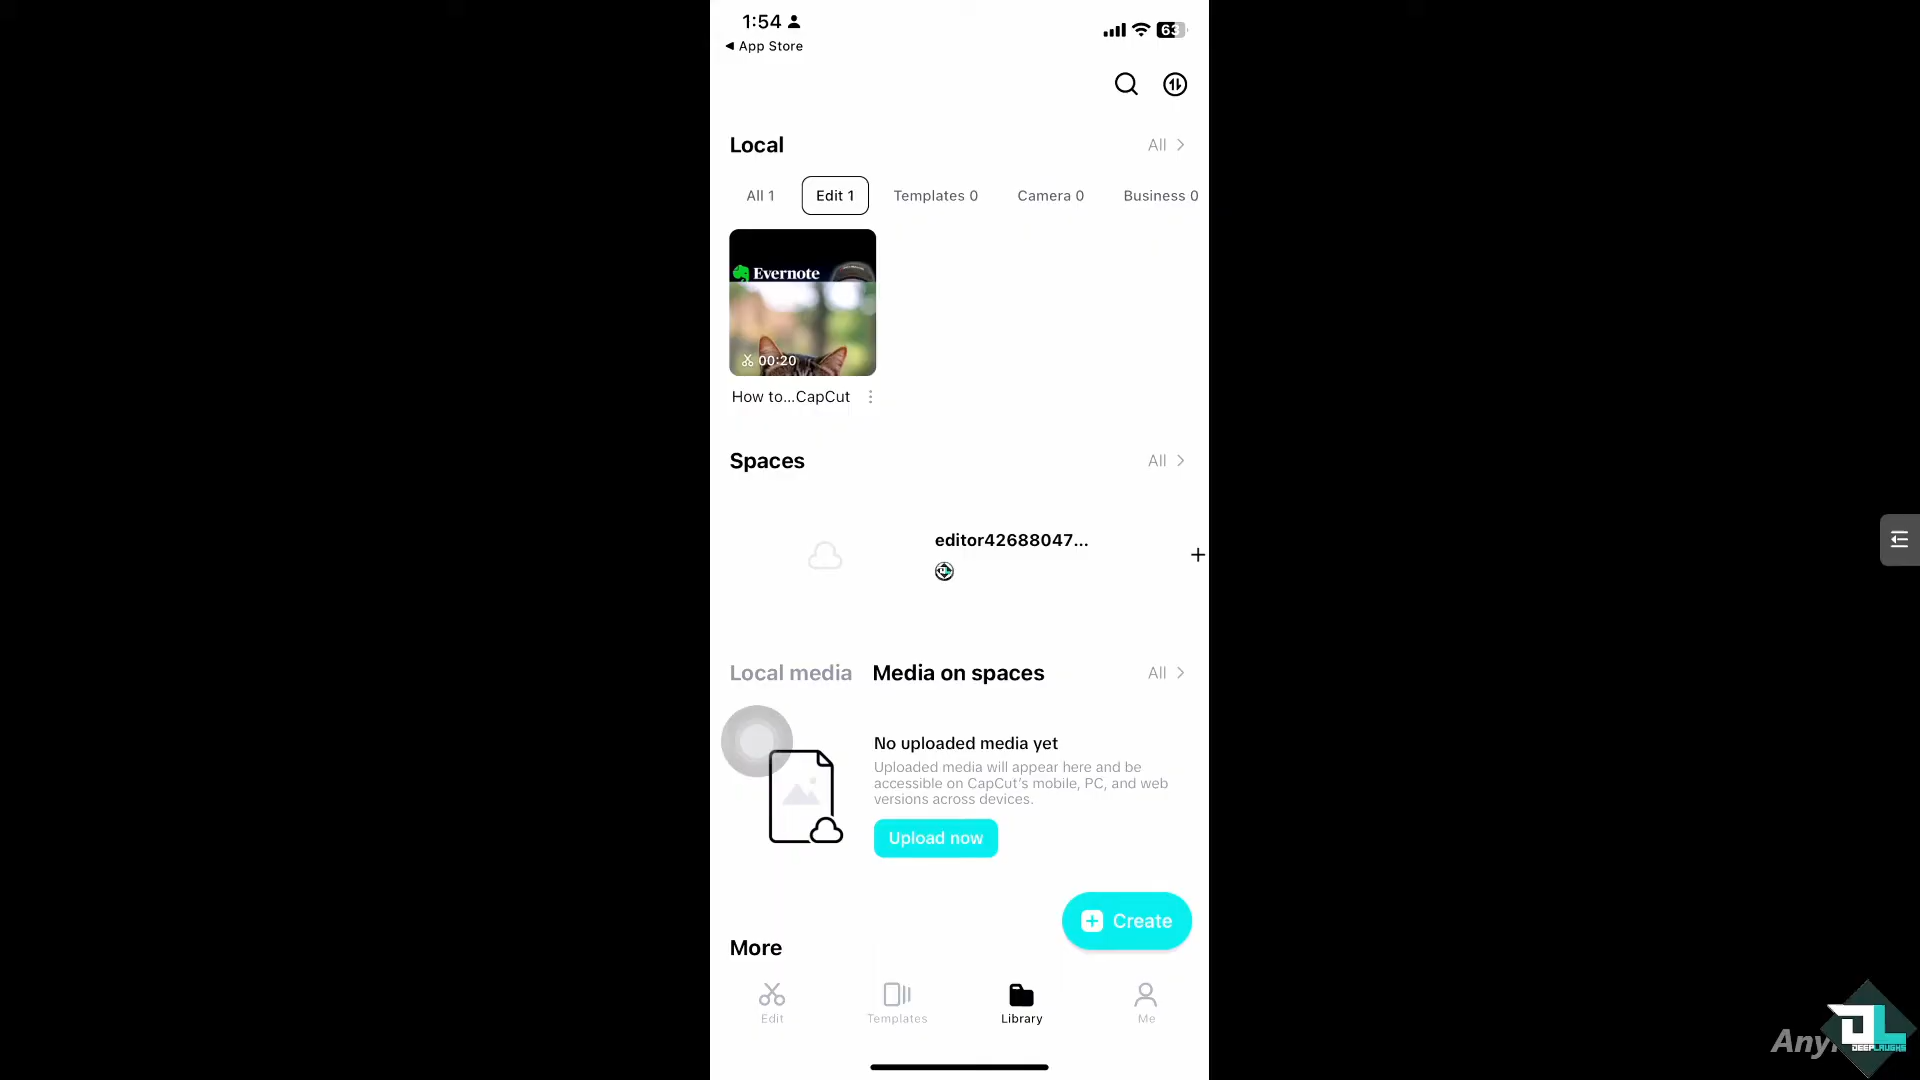 1:54
63
App Store
Local
All
All 1
Edit 1
Templates 0
Camera 0
Business 0
Evernote
00:20
How to...CapCut
Spaces
All
editor42688047...
Local media
Media on spaces
All
No uploaded media yet
Uploaded media will appear here and be
accessible on CapCut's mobile, PC, and web
versions across devices.
Upload now
Create
More
Edit
Templates
Library
Me
DEEPLAUGHS